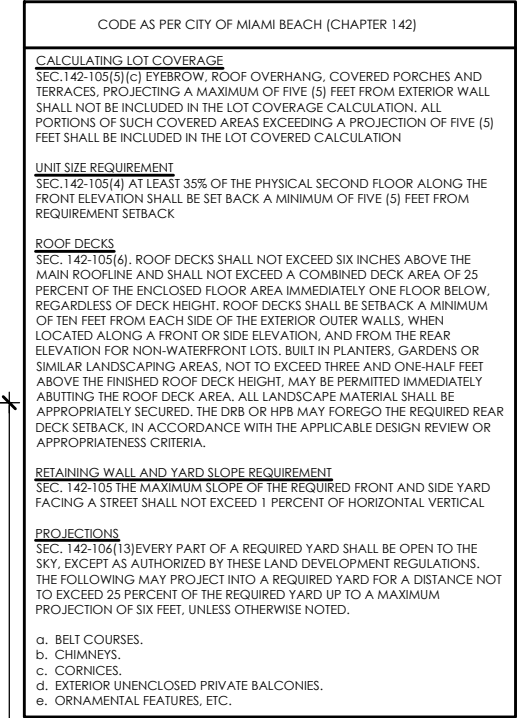 CODE AS PER CITY OF MIAMI BEACH (CHAPTER 142)
CALCULATING LOT COVERAGE
SEC.142-105(5)(c) EYEBROW, ROOF OVERHANG, COVERED PORCHES AND
TERRACES, PROJECTING A MAXIMUM OF FIVE (5) FEET FROM EXTERIOR WALL
SHALL NOT BE INCLUDED IN THE LOT COVERAGE CALCULATION. ALL
PORTIONS OF SUCH COVERED AREAS EXCEEDING A PROJECTION OF FIVE (5)
FEET SHALL BE INCLUDED IN THE LOT COVERED CALCULATION
UNIT SIZE REQUIREMENT
SEC.142-105(4) AT LEAST 35% OF THE PHYSICAL SECOND FLOOR ALONG THE
FRONT ELEVATION SHALL BE SET BACK A MINIMUM OF FIVE (5) FEET FROM
REQUIREMENT SETBACK
ROOF DECKS
SEC. 142-105(6). ROOF DECKS SHALL NOT EXCEED SIX INCHES ABOVE THE
MAIN ROOFLINE AND SHALL NOT EXCEED A COMBINED DECK AREA OF 25
PERCENT OF THE ENCLOSED FLOOR AREA IMMEDIATELY ONE FLOOR BELOW,
REGARDLESS OF DECK HEIGHT. ROOF DECKS SHALL BE SETBACK A MINIMUM
OF TEN FEET FROM EACH SIDE OF THE EXTERIOR OUTER WALLS, WHEN
LOCATED ALONG A FRONT OR SIDE ELEVATION, AND FROM THE REAR
ELEVATION FOR NON-WATERFRONT LOTS. BUILT IN PLANTERS, GARDENS OR
SIMILAR LANDSCAPING AREAS, NOT TO EXCEED THREE AND ONE-HALF FEET
ABOVE THE FINISHED ROOF DECK HEIGHT, MAY BE PERMITTED IMMEDIATELY
ABUTTING THE ROOF DECK AREA. ALL LANDSCAPE MATERIAL SHALL BE
APPROPRIATELY SECURED. THE DRB OR HPB MAY FOREGO THE REQUIRED REAR
DECK SETBACK, IN ACCORDANCE WITH THE APPLICABLE DESIGN REVIEW OR
APPROPRIATENESS CRITERIA.
RETAINING WALL AND YARD SLOPE REQUIREMENT
SEC. 142-105 THE MAXIMUM SLOPE OF THE REQUIRED FRONT AND SIDE YARD
FACING A STREET SHALL NOT EXCEED 1 PERCENT OF HORIZONTAL VERTICAL
PROJECTIONS
SEC. 142-106(13)EVERY PART OF A REQUIRED YARD SHALL BE OPEN TO THE
SKY, EXCEPT AS AUTHORIZED BY THESE LAND DEVELOPMENT REGULATIONS.
THE FOLLOWING MAY PROJECT INTO A REQUIRED YARD FOR A DISTANCE NOT
TO EXCEED 25 PERCENT OF THE REQUIRED YARD UP TO A MAXIMUM
PROJECTION OF SIX FEET, UNLESS OTHERWISE NOTED.
a. BELT COURSES.
b. CHIMNEYS.
c. CORNICES.
d. EXTERIOR UNENCLOSED PRIVATE BALCONIES.
e. ORNAMENTAL FEATURES, ETC.